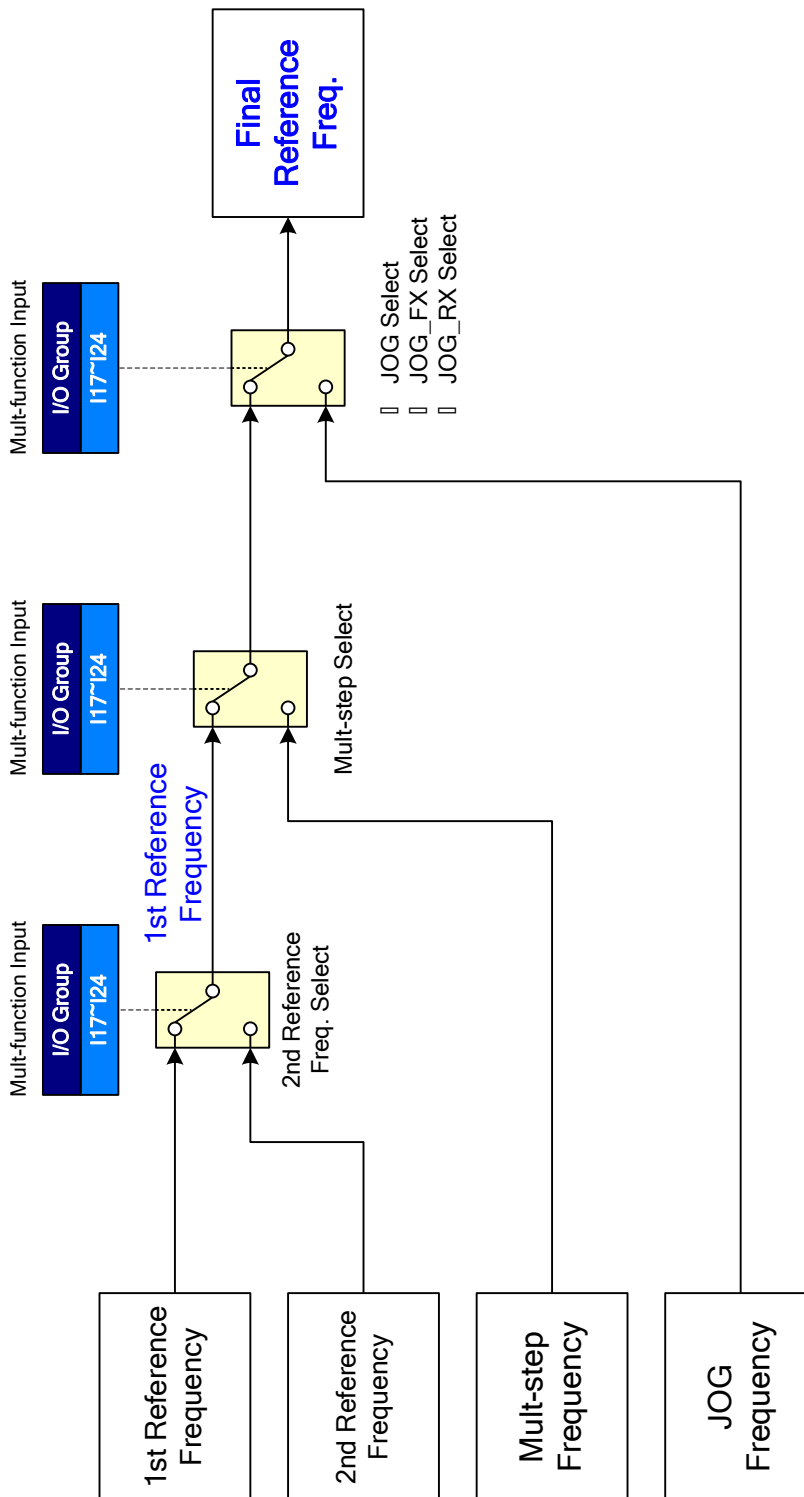 Mult-function Input
I/O Group
I17~I24
Mult-function Input
I/O Group
I17~I24
Mult-function Input
I/O Group
I17~I24
1st Reference
Frequency
2nd Reference
Freq. Select
1st Reference
Frequency
Mult-step Select
Final
Reference
Freq.
JOG Select
JOG_FX Select
JOG_RX Select
2nd Reference
Frequency
Mult-step
Frequency
JOG
Frequency